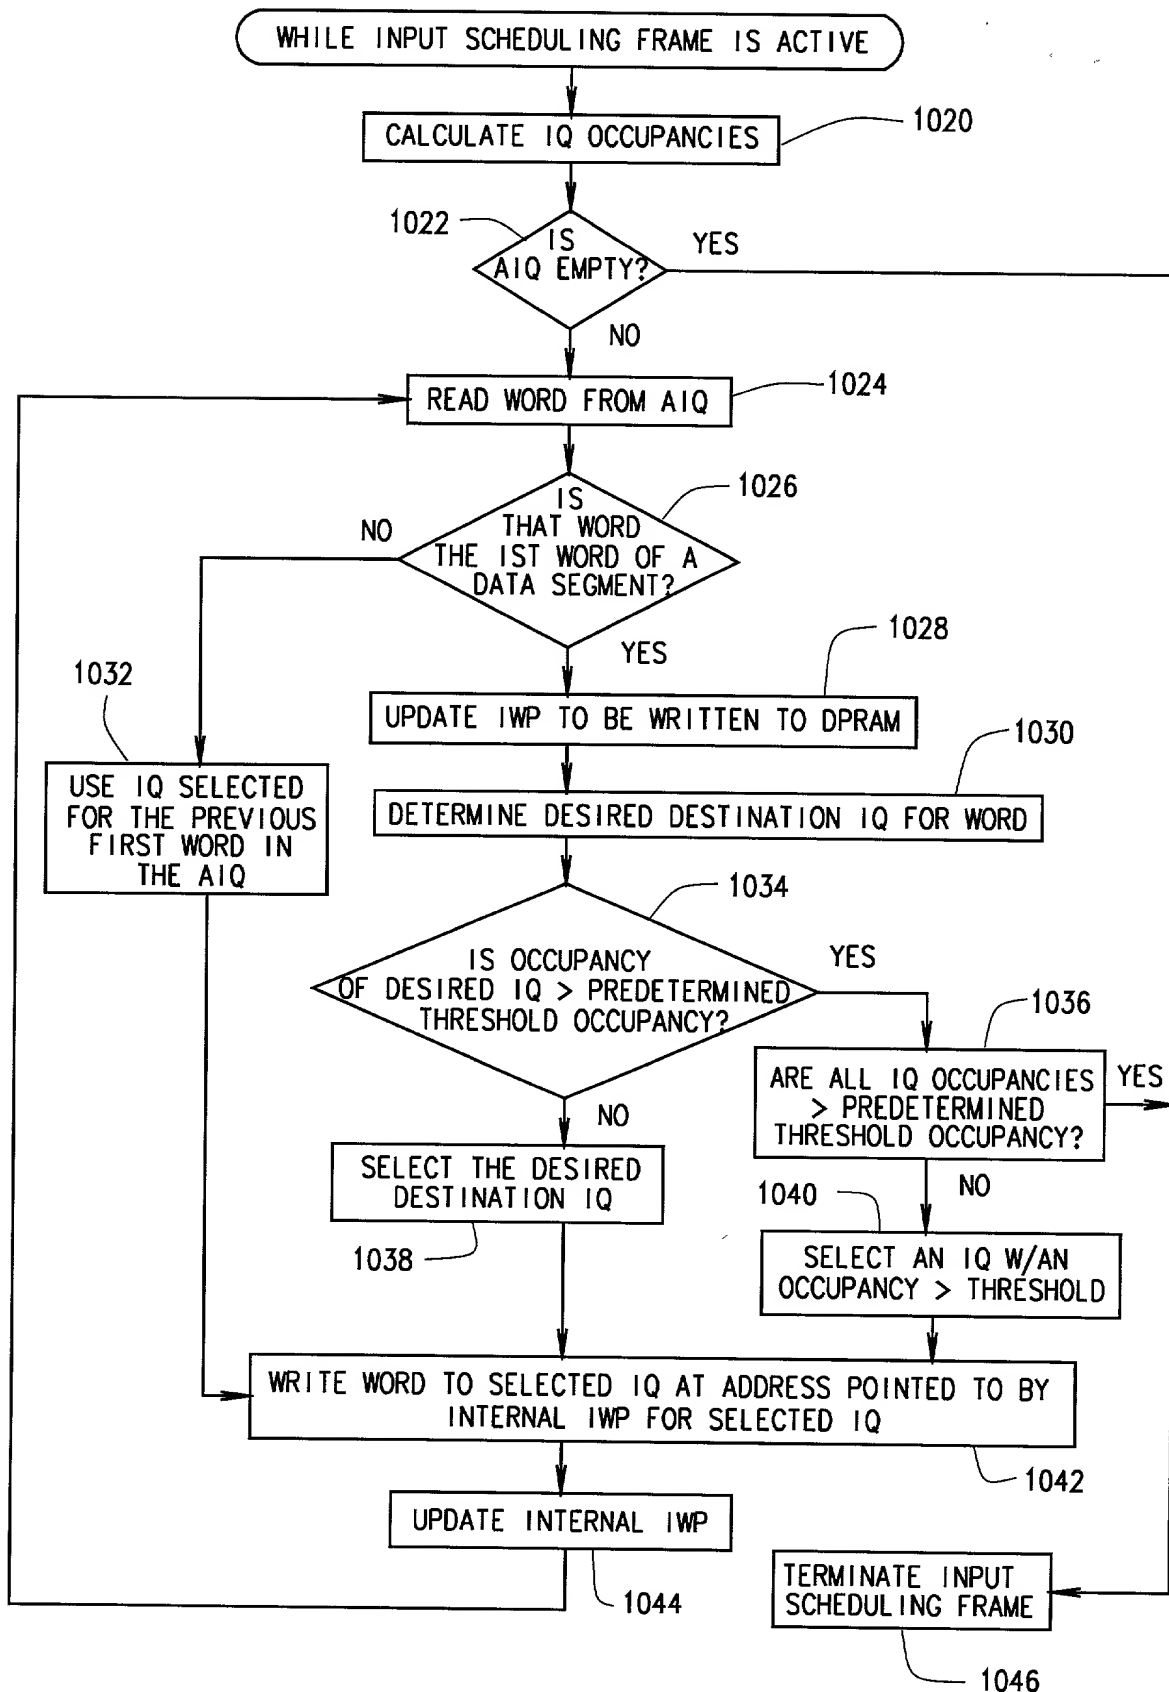 WHILE INPUT SCHEDULING FRAME IS ACTIVE
CALCULATE IQ OCCUPANCIES
1020
1022
IS
AIQ EMPTY?
YES
NO
READ WORD FROM AIQ
1024
IS
THAT WORD
THE 1ST WORD OF A
DATA SEGMENT?
1026
NO
YES
1028
UPDATE IWP TO BE WRITTEN TO DPRAM
1032
USE IQ SELECTED
FOR THE PREVIOUS
FIRST WORD IN
THE AIQ
1030
DETERMINE DESIRED DESTINATION IQ FOR WORD
1034
IS OCCUPANCY
OF DESIRED IQ > PREDETERMINED
THRESHOLD OCCUPANCY?
YES
NO
1036
ARE ALL IQ OCCUPANCIES
> PREDETERMINED
THRESHOLD OCCUPANCY?
YES
NO
SELECT THE DESIRED
DESTINATION IQ
1038
1040
SELECT AN IQ W/AN
OCCUPANCY > THRESHOLD
WRITE WORD TO SELECTED IQ AT ADDRESS POINTED TO BY
INTERNAL IWP FOR SELECTED IQ
1042
UPDATE INTERNAL IWP
1044
TERMINATE INPUT
SCHEDULING FRAME
1046